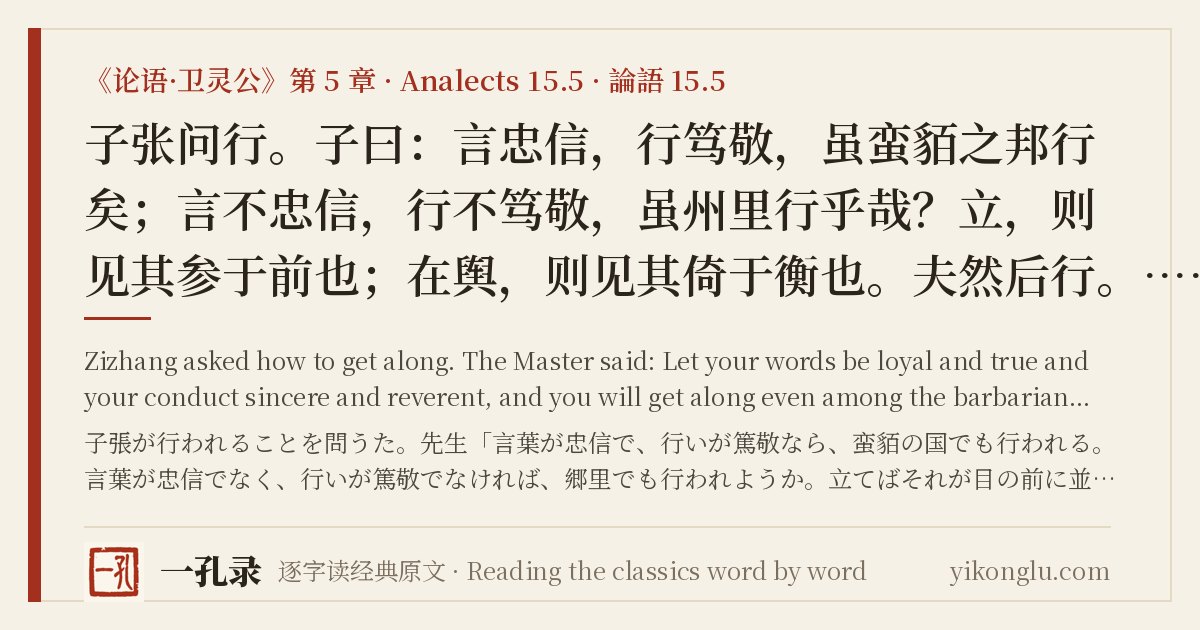 《论语·卫灵公》第 5 章 · Analects 15.5 · 論語 15.5
子张问行。子曰：言忠信，行笃敬，虽蛮貊之邦行
矣；言不忠信，行不笃敬，虽州里行乎哉？立，则
见其参于前也；在舆，则见其倚于衡也。夫然后行。…
Zizhang asked how to get along. The Master said: Let your words be loyal and true and
your conduct sincere and reverent, and you will get along even among the barbarian…
子張が行われることを問うた。先生「言葉が忠信で、行いが篤敬なら、蛮貊の国でも行われる。
言葉が忠信でなく、行いが篤敬でなければ、郷里でも行われようか。立てばそれが目の前に並…
一孔
一孔录 逐字读经典原文 · Reading the classics word by word yikonglu.com